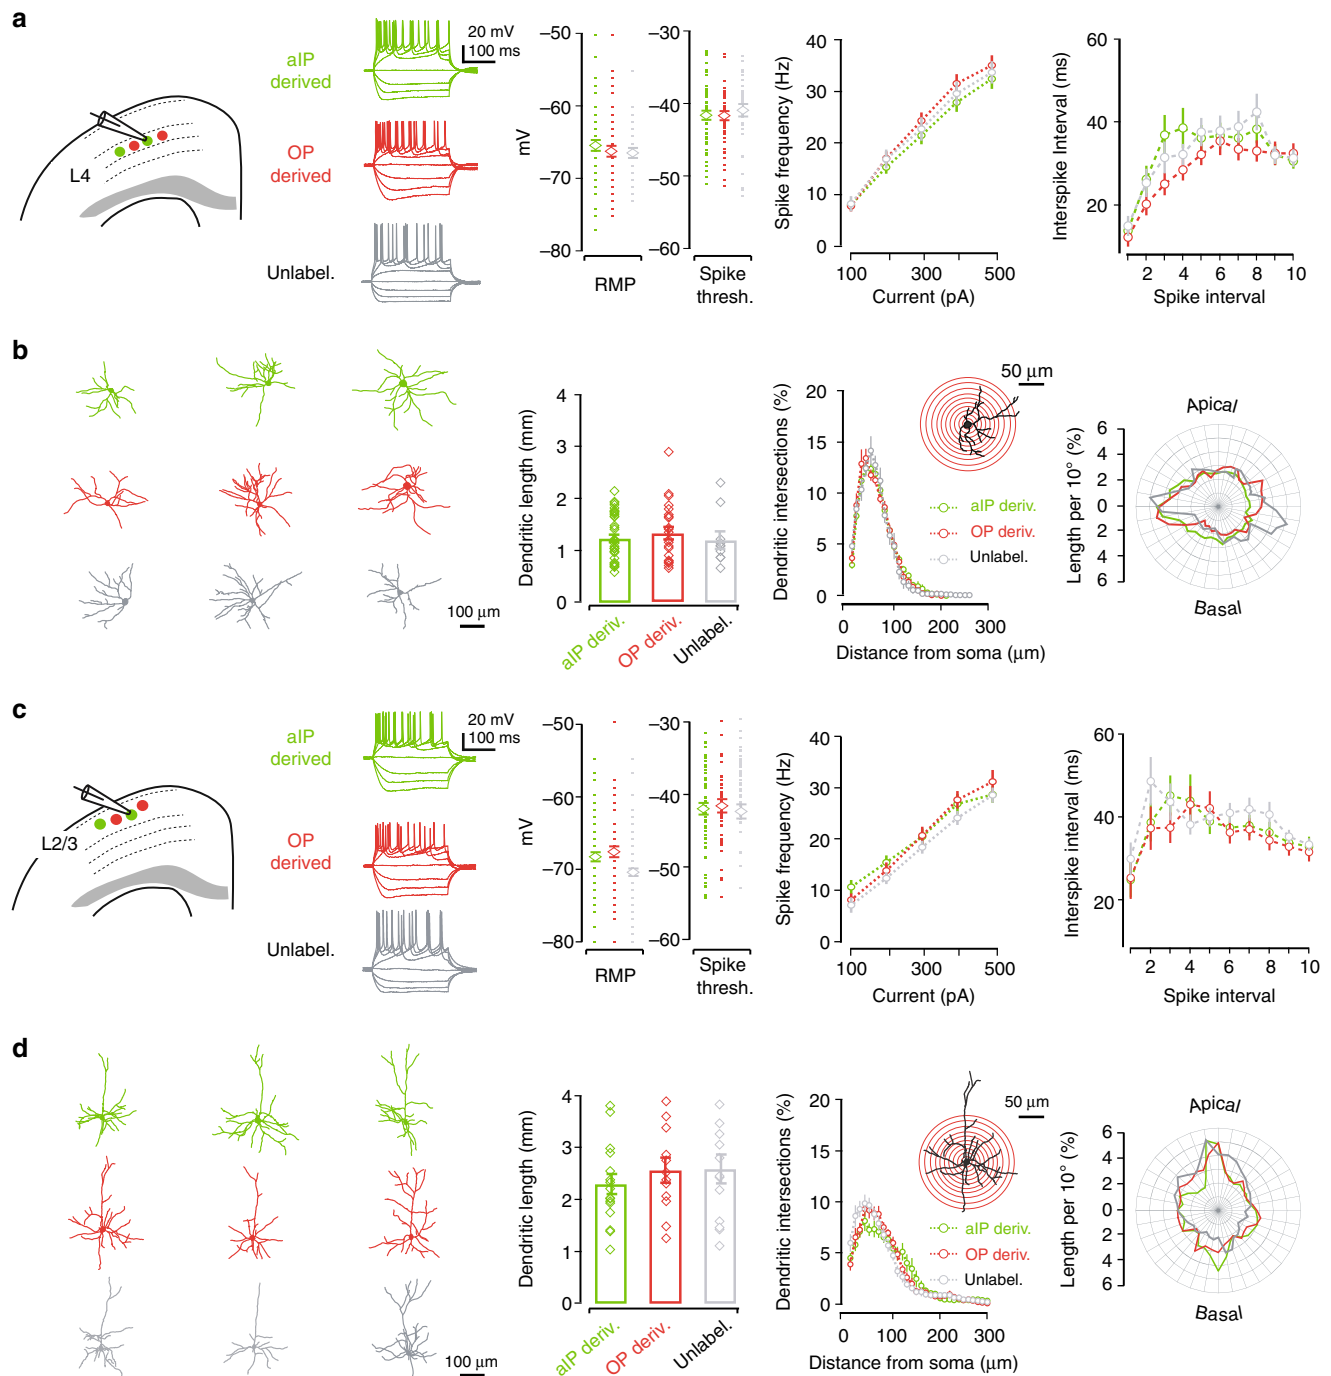 a
aIP
derived
OP
derived
Unlabel.
L4
20 mV
100 ms
mV
–50
–60
–70
–80
RMP
–30
–40
–50
–60
Spike
thresh.
Spike frequency (Hz)
40
30
20
10
0
100 300 500
Current (pA)
Interspike Interval (ms)
60
40
20
2 4 6 8 10
Spike interval
b
100 µm
Dendritic length (mm)
4
3
2
1
0
aIP deriv.
OP deriv.
Unlabel.
Dendritic intersections (%)
20
15
10
5
0
50 µm
aIP deriv.
OP deriv.
Unlabel.
0 100 200 300
Distance from soma (µm)
Length per 10° (%)
6
4
2
0
2
4
6
Apical
Basal
c
aIP
derived
OP
derived
Unlabel.
L2/3
20 mV
100 ms
mV
–50
–60
–70
–80
RMP
–30
–40
–50
–60
Spike
thresh.
Spike frequency (Hz)
40
30
20
10
0
100 300 500
Current (pA)
Interspike interval (ms)
60
40
20
2 4 6 8 10
Spike interval
d
100 µm
Dendritic length (mm)
4
3
2
1
0
aIP deriv.
OP deriv.
Unlabel.
Dendritic intersections (%)
20
15
10
5
0
50 µm
aIP deriv.
OP deriv.
Unlabel.
0 100 200 300
Distance from soma (µm)
Length per 10° (%)
6
4
2
0
2
4
6
Apical
Basal